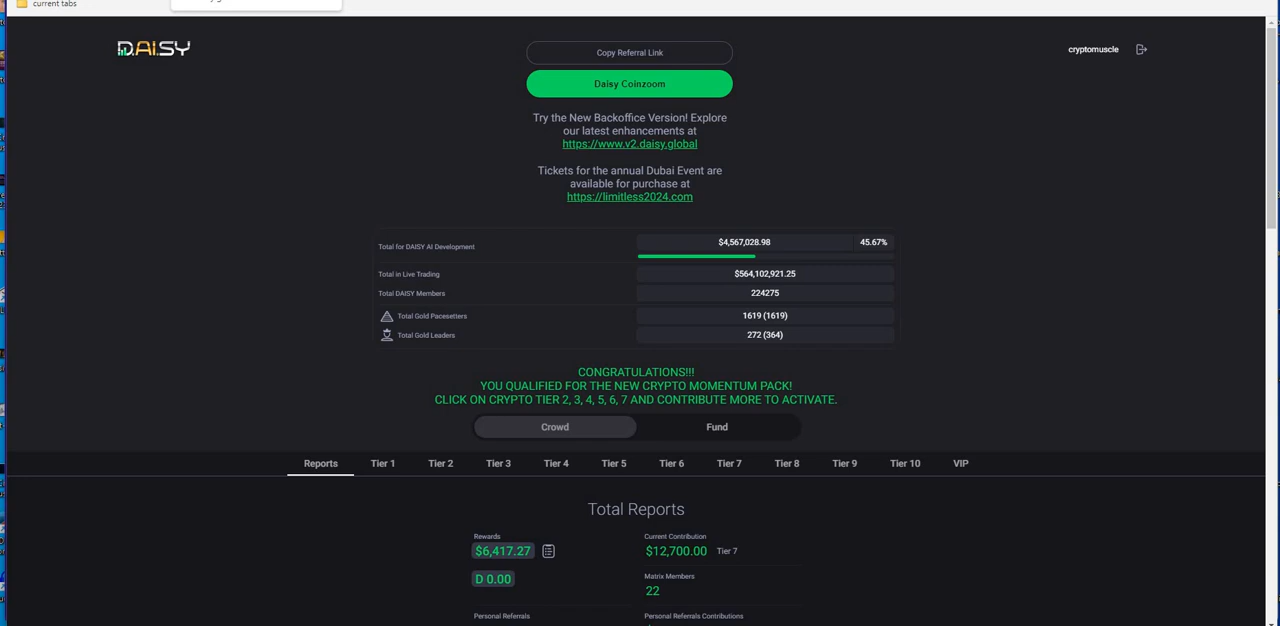 current tabs
DAISY
Copy Referral Link
cryptomuscle
Daisy Coinzoom
Try the New Backoffice Version! Explore
our latest enhancements at
https://www.v2.daisy.global
Tickets for the annual Dubai Event are
available for purchase at
https://limitless2024.com
Total for DAISY AI Development $4,567,028.98 45.67%
Total in Live Trading $564,102,921.25
Total DAISY Members 224275
Total Gold Pacesetters 1619 (1619)
Total Gold Leaders 272 (364)
CONGRATULATIONS!!!
YOU QUALIFIED FOR THE NEW CRYPTO MOMENTUM PACK!
CLICK ON CRYPTO TIER 2, 3, 4, 5, 6, 7 AND CONTRIBUTE MORE TO ACTIVATE.
Crowd Fund
Reports Tier 1 Tier 2 Tier 3 Tier 4 Tier 5 Tier 6 Tier 7 Tier 8 Tier 9 Tier 10 VIP
Total Reports
Rewards Current Contribution
$6,417.27 $12,700.00 Tier 7
D 0.00 Matrix Members
22
Personal Referrals Personal Referrals Contributions